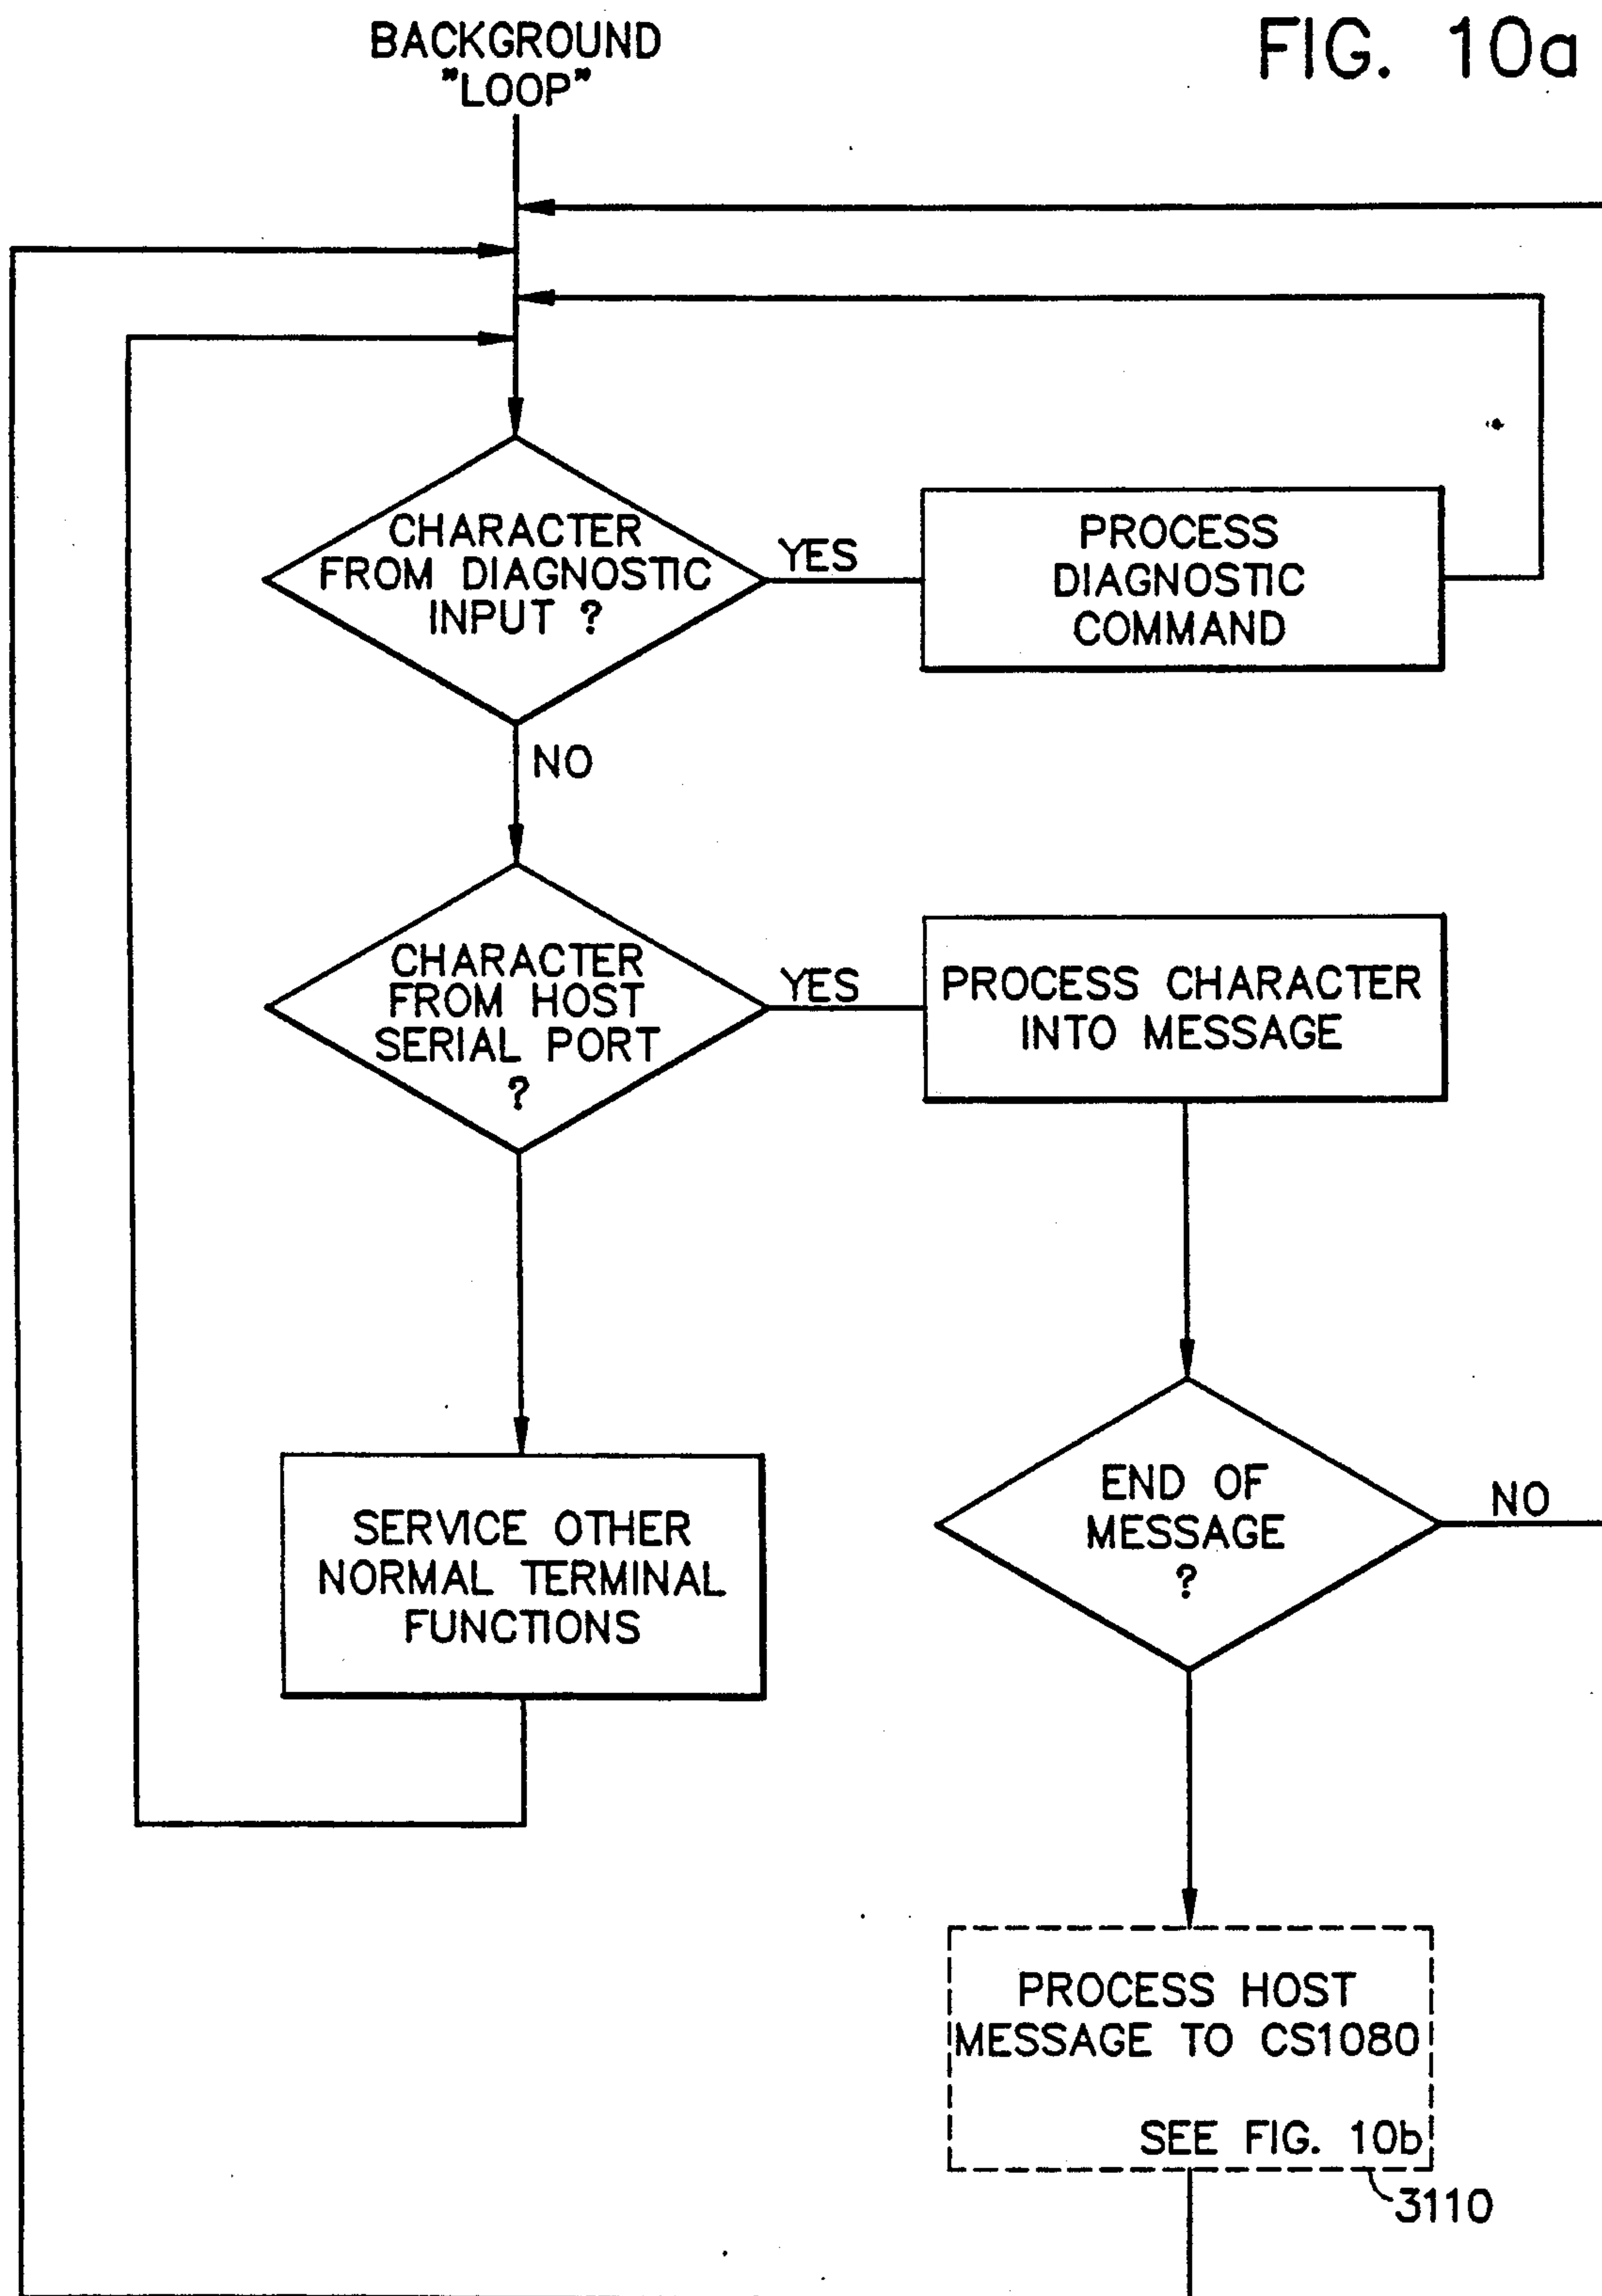 FIG. 10a
BACKGROUND
"LOOP"
CHARACTER
FROM DIAGNOSTIC
INPUT ?
YES
PROCESS
DIAGNOSTIC
COMMAND
NO
CHARACTER
FROM HOST
SERIAL PORT
?
YES
PROCESS CHARACTER
INTO MESSAGE
END OF
MESSAGE
?
NO
SERVICE OTHER
NORMAL TERMINAL
FUNCTIONS
PROCESS HOST
MESSAGE TO CS1080
SEE FIG. 10b
3110